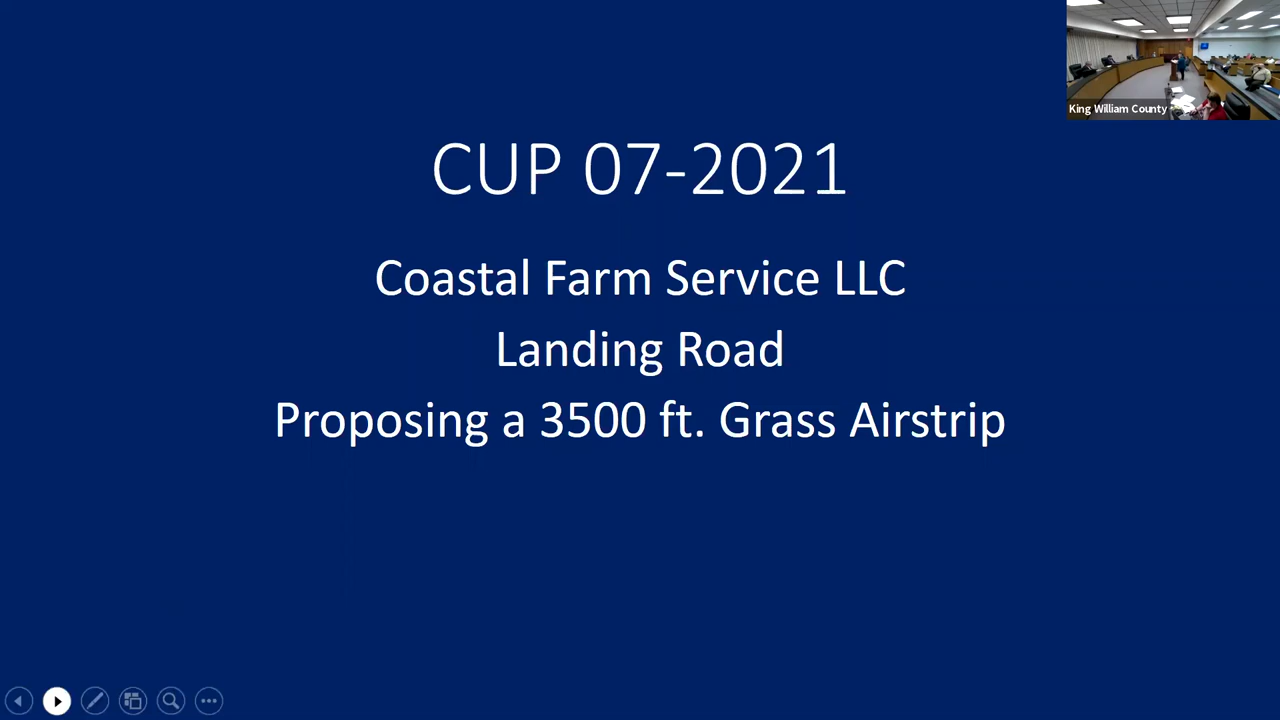 King William County
CUP 07-2021
Coastal Farm Service LLC
Landing Road
Proposing a 3500 ft. Grass Airstrip